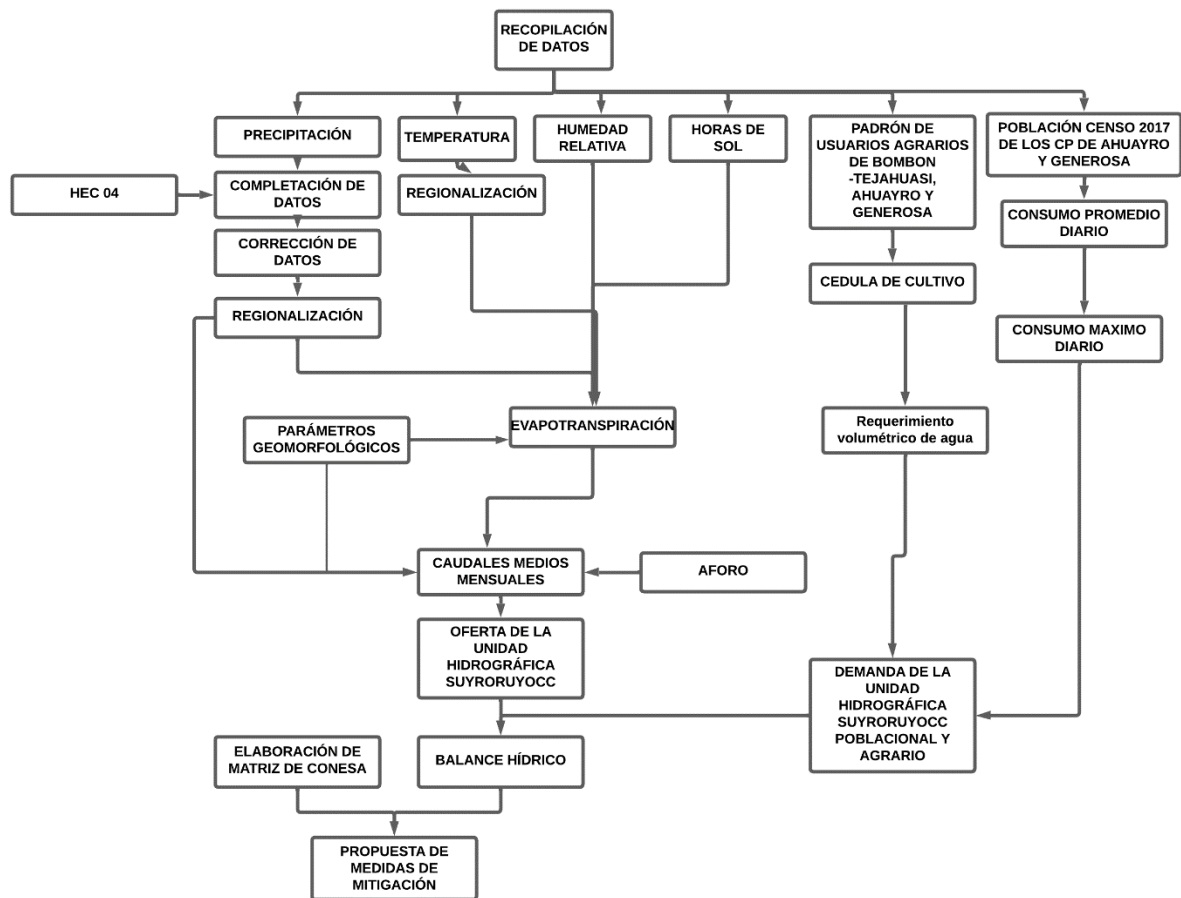 RECOPILACIÓN
DE DATOS
PRECIPITACIÓN
TEMPERATURA
HUMEDAD
RELATIVA
HORAS DE
SOL
PADRÓN DE
USUARIOS AGRARIOS
DE BOMBON
-TEJAHUASI,
AHUAYRO Y
GENEROSA
POBLACIÓN CENSO 2017
DE LOS CP DE AHUAYRO
Y GENEROSA
HEC 04
COMPLETACIÓN DE
DATOS
REGIONALIZACIÓN
CONSUMO PROMEDIO
DIARIO
CORRECCIÓN DE
DATOS
CEDULA DE CULTIVO
REGIONALIZACIÓN
CONSUMO MAXIMO
DIARIO
PARÁMETROS
GEOMORFOLÓGICOS
EVAPOTRANSPIRACIÓN
Requerimiento
volumétrico de agua
CAUDALES MEDIOS
MENSUALES
AFORO
OFERTA DE LA
UNIDAD
HIDROGRÁFICA
SUYRORUYOCC
DEMANDA DE LA
UNIDAD
HIDROGRÁFICA
SUYRORUYOCC
POBLACIONAL Y
AGRARIO
ELABORACIÓN DE
MATRIZ DE CONESA
BALANCE HÍDRICO
PROPUESTA DE
MEDIDAS DE
MITIGACIÓN